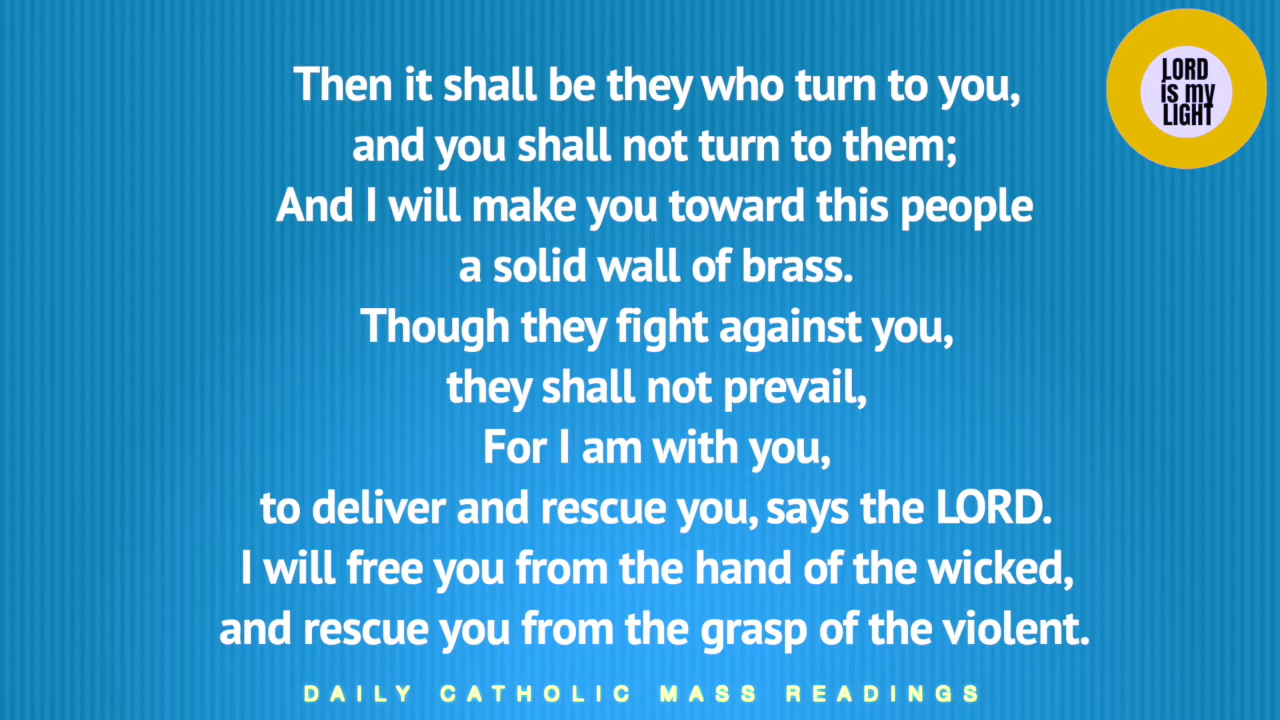 Then it shall be they who turn to you,
and you shall not turn to them;
And I will make you toward this people
a solid wall of brass.
Though they fight against you,
they shall not prevail,
For I am with you,
to deliver and rescue you, says the LORD.
I will free you from the hand of the wicked,
and rescue you from the grasp of the violent.
DAILY CATHOLIC MASS READINGS
LORD
is my
LIGHT